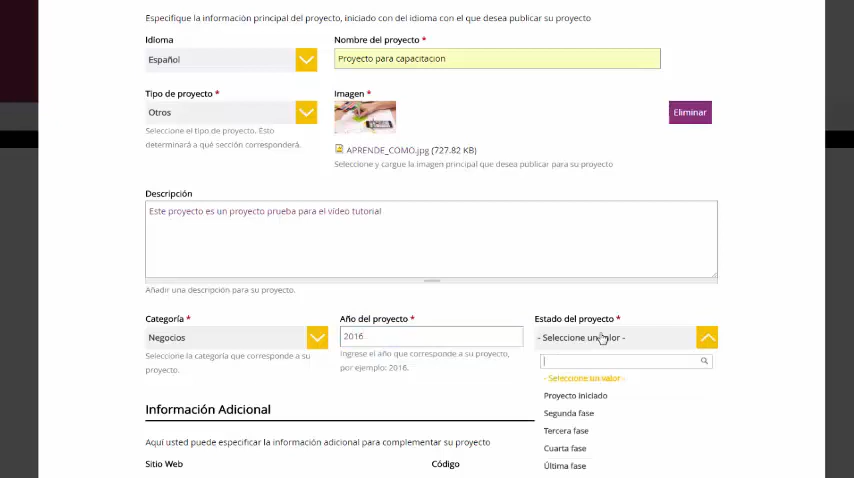 Especifique la información principal del proyecto, iniciado con del idioma con el que desea publicar su proyecto
Idioma
Nombre del proyecto *
Español
Proyecto para capacitacion
Tipo de proyecto *
Imagen *
Otros
Eliminar
Seleccione el tipo de proyecto. Esto
determinará a qué sección corresponderá.
APRENDE_COMO.jpg (727.82 KB)
Seleccione y cargue la imagen principal que desea publicar para su proyecto
Descripción
Este proyecto es un proyecto prueba para el vídeo tutorial
Añadir una descripción para su proyecto.
Categoría *
Año del proyecto *
Estado del proyecto *
Negocios
2016
- Seleccione un valor -
Seleccione la categoría que corresponde a su
proyecto.
Ingrese el año que corresponde a su proyecto,
por ejemplo: 2016.
- Seleccione un valor -
Proyecto iniciado
Segunda fase
Tercera fase
Cuarta fase
Última fase
Información Adicional
Aquí usted puede especificar la información adicional para complementar su proyecto
Sitio Web
Código